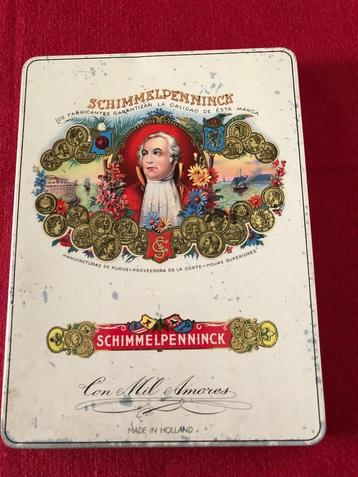 SCHIMMELPENNINCK
LOS FABRICANTES GARANTIZAN LA CALIDAD DE ÉSTA MARCA
MANUFACTURAS DE PUROS-PROVEEDORA DE LA CORTE-HOJAS SUPERIORES
SCHIMMELPENNINCK
Con Mil Amores
MADE IN HOLLAND